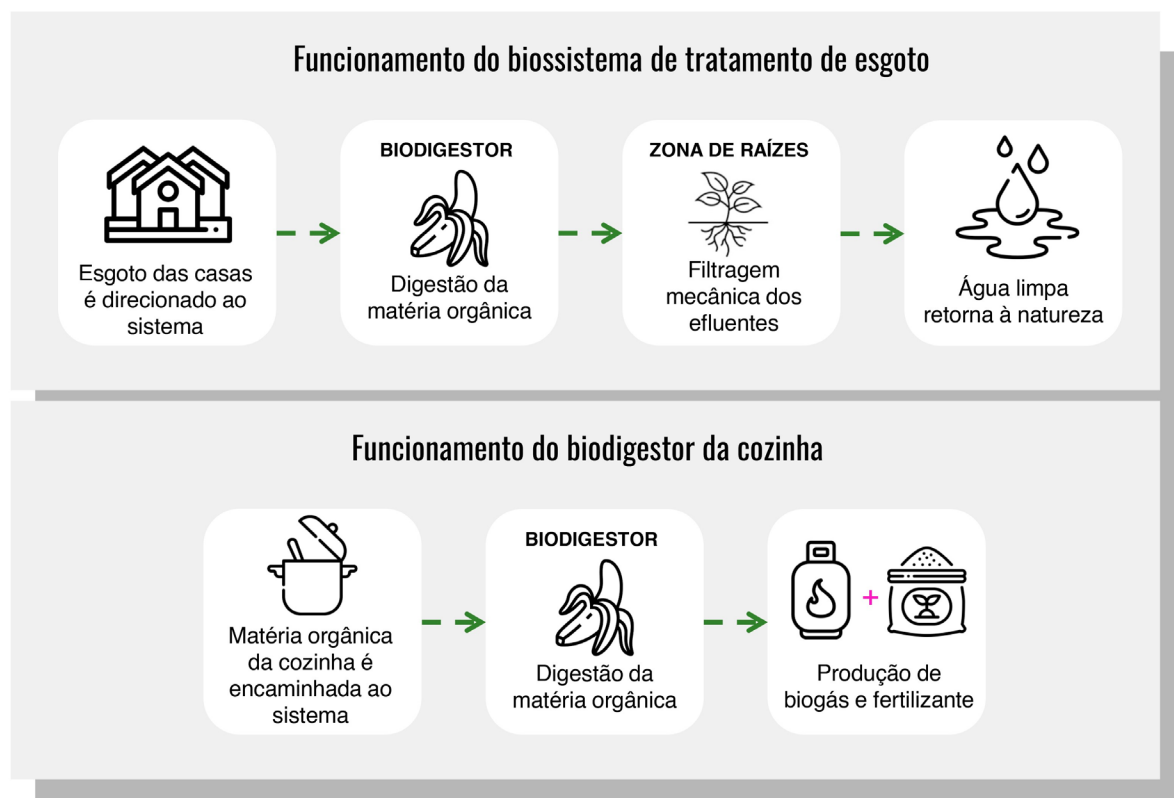 Funcionamento do biossistema de tratamento de esgoto
Esgoto das casas
é direcionado ao
sistema
BIODIGESTOR
Digestão da
matéria orgânica
ZONA DE RAÍZES
Filtragem
mecânica dos
efluentes
Água limpa
retorna à natureza
Funcionamento do biodigestor da cozinha
Matéria orgânica
da cozinha é
encaminhada ao
sistema
BIODIGESTOR
Digestão da
matéria orgânica
+
Produção de
biogás e fertilizante